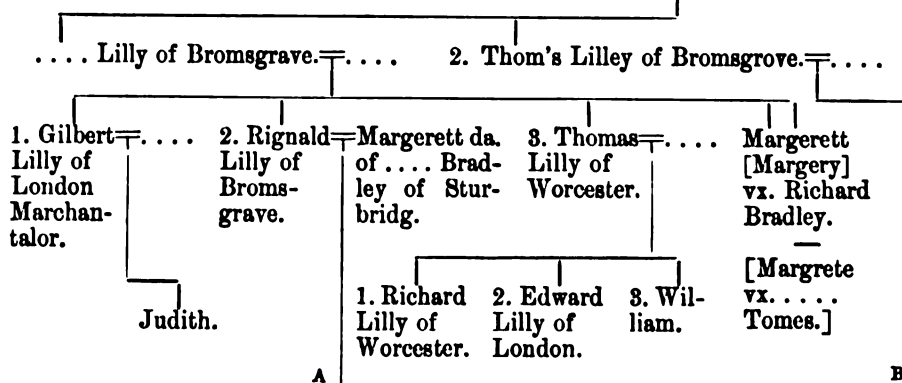 .... Lilly of Bromsgrave.=.... 2. Thom's Lilley of Bromsgrove.=....
1. Gilbert=....
Lilly of
London
Marchan-
talor.
2. Rignald=Margerett da.
Lilly of
Broms-
grave.
of .... Brad-
ley of Stur-
bridg.
3. Thomas=....
Lilly of
Worcester.
Margerett
[Margery]
vx. Richard
Bradley.
—
[Margrete
vx.....
Tomes.]
Judith.
1. Richard
Lilly of
Worcester.
2. Edward
Lilly of
London.
3. Wil-
liam.
A
B